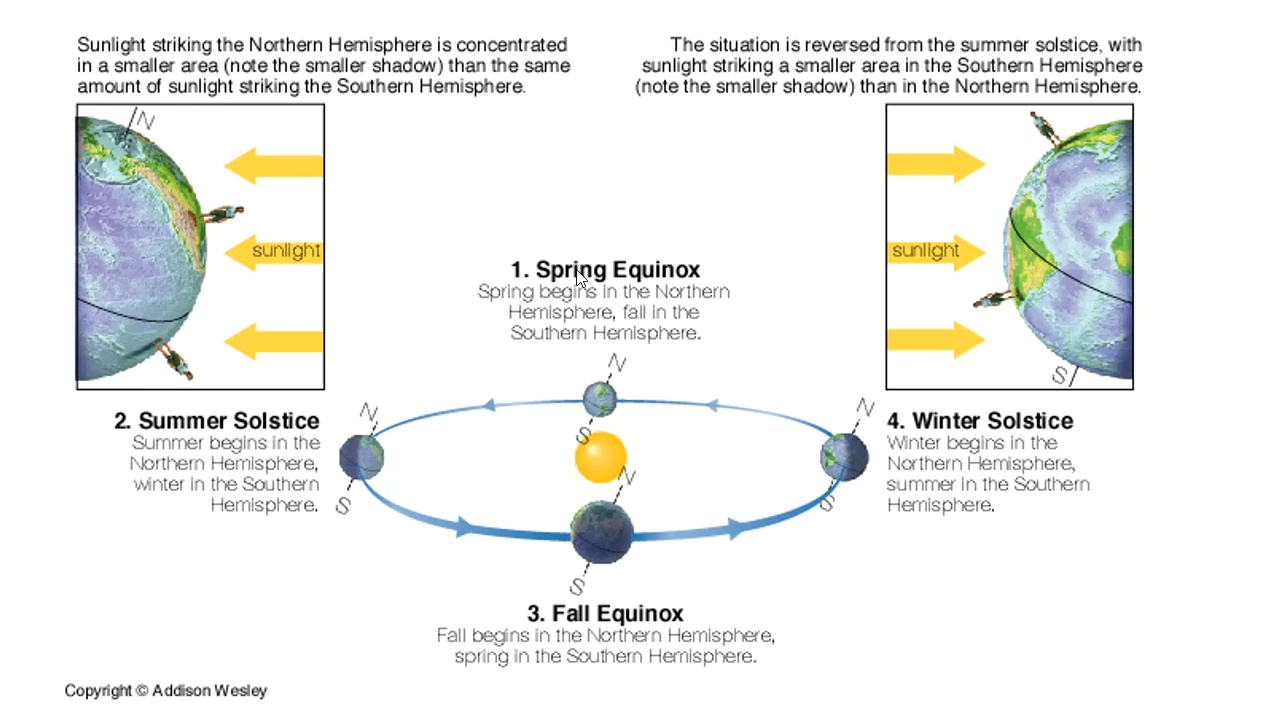 Sunlight striking the Northern Hemisphere is concentrated
in a smaller area (note the smaller shadow) than the same
amount of sunlight striking the Southern Hemisphere.
The situation is reversed from the summer solstice, with
sunlight striking a smaller area in the Southern Hemisphere
(note the smaller shadow) than in the Northern Hemisphere.
N
sunlight
sunlight
S
1. Spring Equinox
Spring begins in the Northern
Hemisphere, fall in the
Southern Hemisphere.
2. Summer Solstice
Summer begins in the
Northern Hemisphere,
winter in the Southern
Hemisphere.
N
S
N
S
N
S
N
S
4. Winter Solstice
Winter begins in the
Northern Hemisphere,
summer in the Southern
Hemisphere.
3. Fall Equinox
Fall begins in the Northern Hemisphere,
spring in the Southern Hemisphere.
Copyright © Addison Wesley